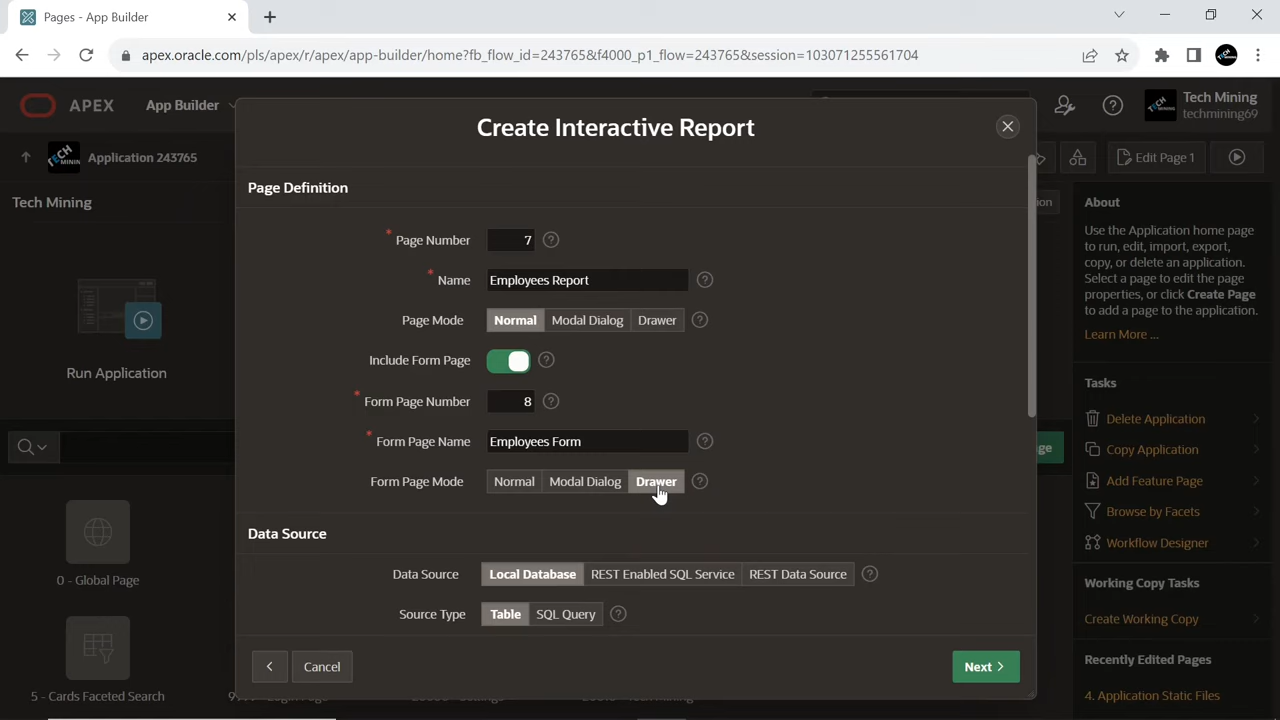 Pages - App Builder
apex.oracle.com/pls/apex/r/apex/app-builder/home?fb_flow_id=243765&f4000_p1_flow=243765&session=103071255561704
APEX
App Builder
Tech Mining
techmining69
Application 243765
Edit Page 1
Tech Mining
Run Application
Create Interactive Report
Page Definition
* Page Number 7
* Name Employees Report
Page Mode Normal Modal Dialog Drawer
Include Form Page
* Form Page Number 8
* Form Page Name Employees Form
Form Page Mode Normal Modal Dialog Drawer
Data Source
Data Source Local Database REST Enabled SQL Service REST Data Source
Source Type Table SQL Query
Cancel
Next
0 - Global Page
5 - Cards Faceted Search
About
Use the Application home page
to run, edit, import, export,
copy, or delete an application.
Select a page to edit the page
properties, or click Create Page
to add a page to the application.
Learn More ...
Tasks
Delete Application
Copy Application
Add Feature Page
Browse by Facets
Workflow Designer
Working Copy Tasks
Create Working Copy
Recently Edited Pages
4. Application Static Files